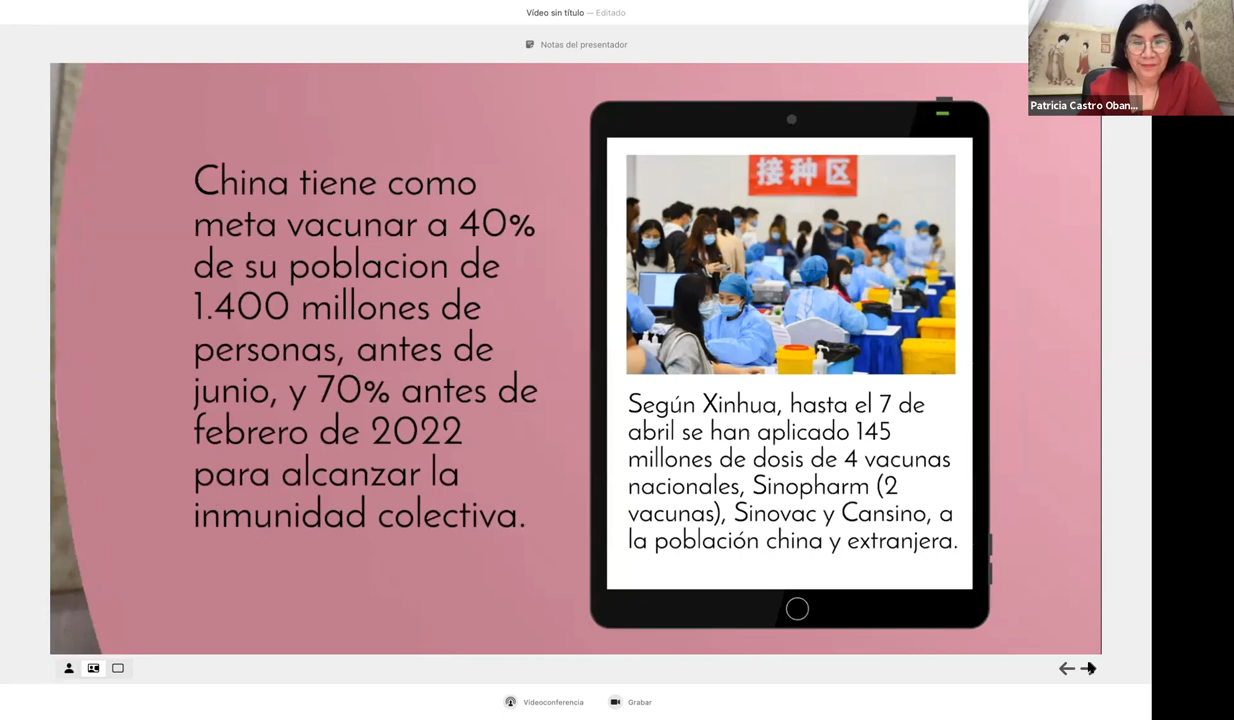 Vídeo sin título — Editado
Notas del presentador
Patricia Castro Oban...
China tiene como
meta vacunar a 40%
de su poblacion de
1.400 millones de
personas, antes de
junio, y 70% antes de
febrero de 2022
para alcanzar la
inmunidad colectiva.
接种区
Según Xinhua, hasta el 7 de
abril se han aplicado 145
millones de dosis de 4 vacunas
nacionales, Sinopharm (2
vacunas), Sinovac y Cansino, a
la población china y extranjera.
Videoconferencia
Grabar